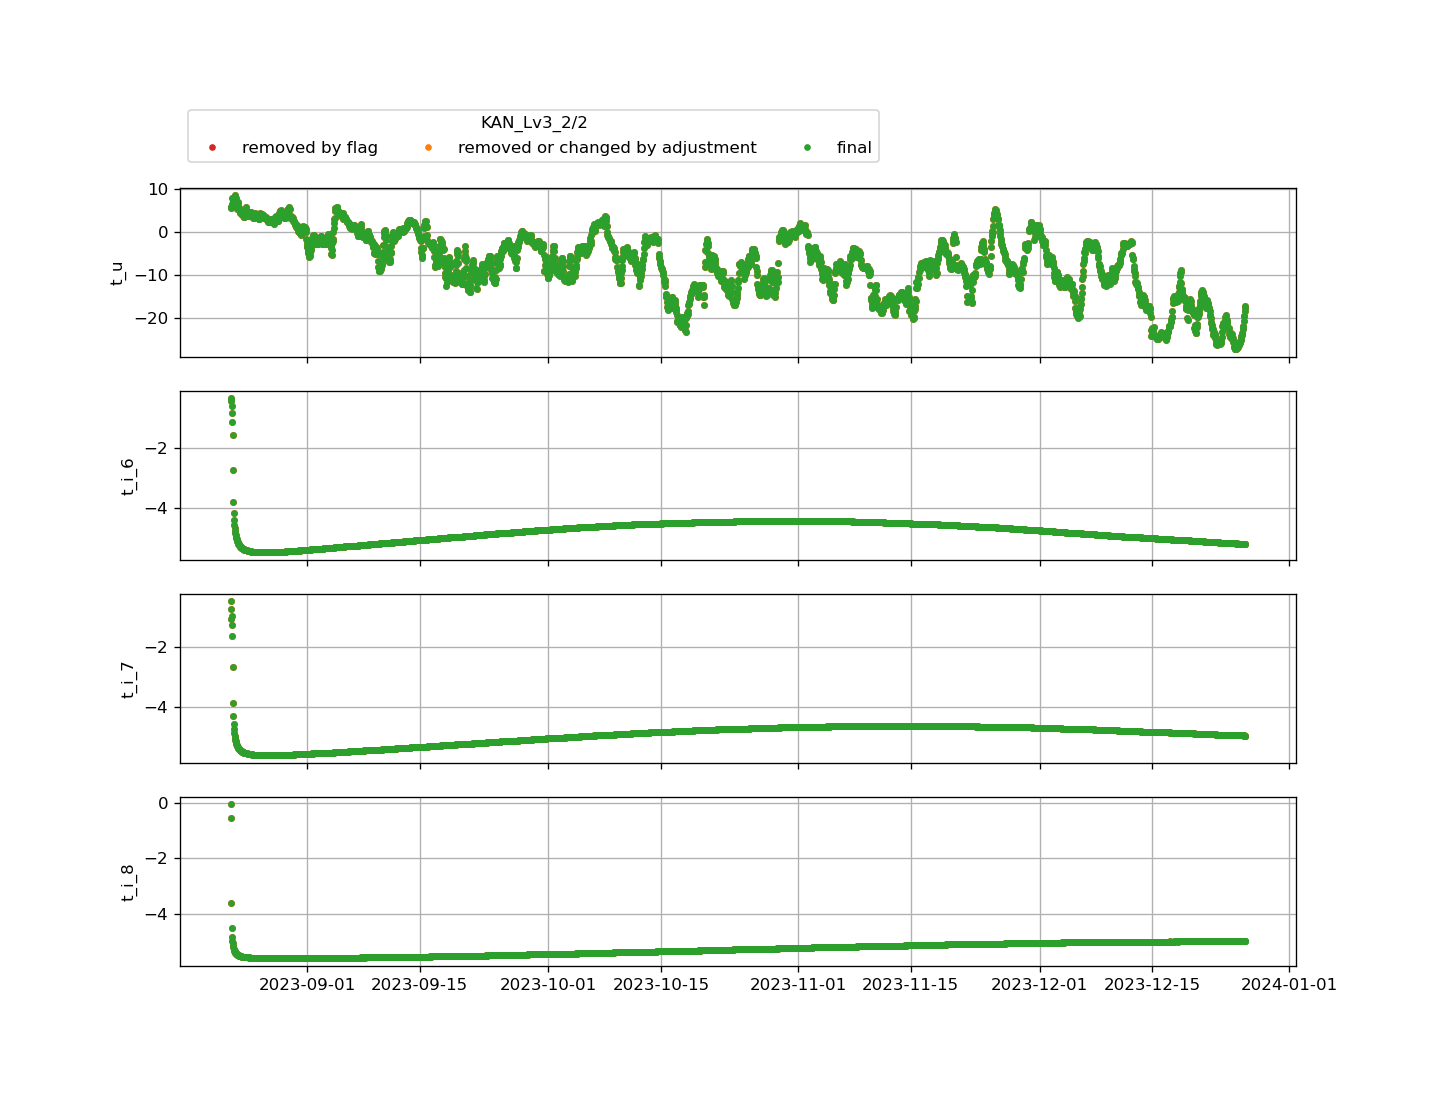 KAN_Lv3_2/2
removed by flag
removed or changed by adjustment
final
t_u
10
0
−10
−20
t_i_6
−2
−4
t_i_7
−2
−4
t_i_8
0
−2
−4
2023-09-01 2023-09-15 2023-10-01 2023-10-15 2023-11-01 2023-11-15 2023-12-01 2023-12-15 2024-01-01